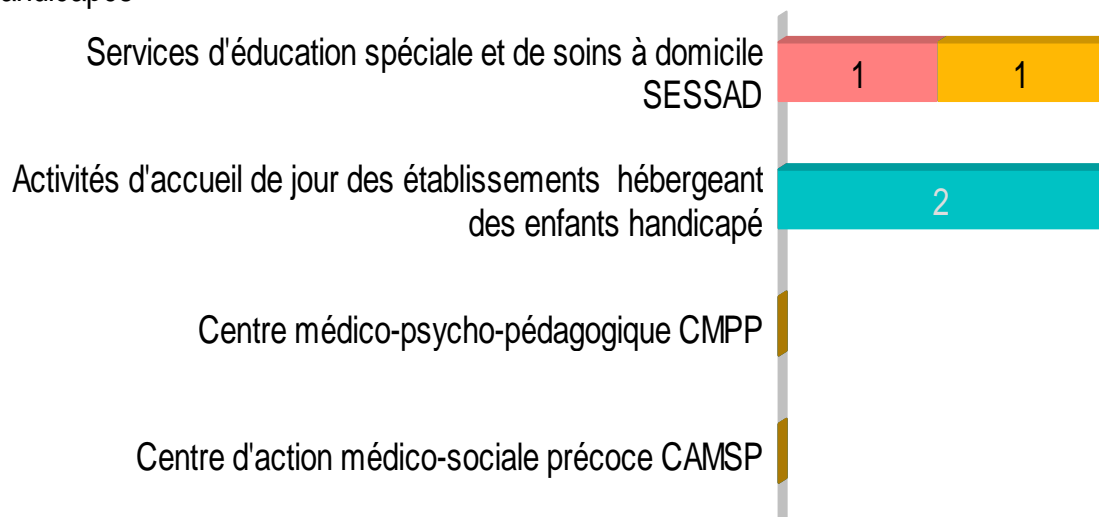 Services d'éducation spéciale et de soins à domicile
SESSAD
1 1
Activités d'accueil de jour des établissements hébergeant
des enfants handicapé
2
Centre médico-psycho-pédagogique CMPP
Centre d'action médico-sociale précoce CAMSP